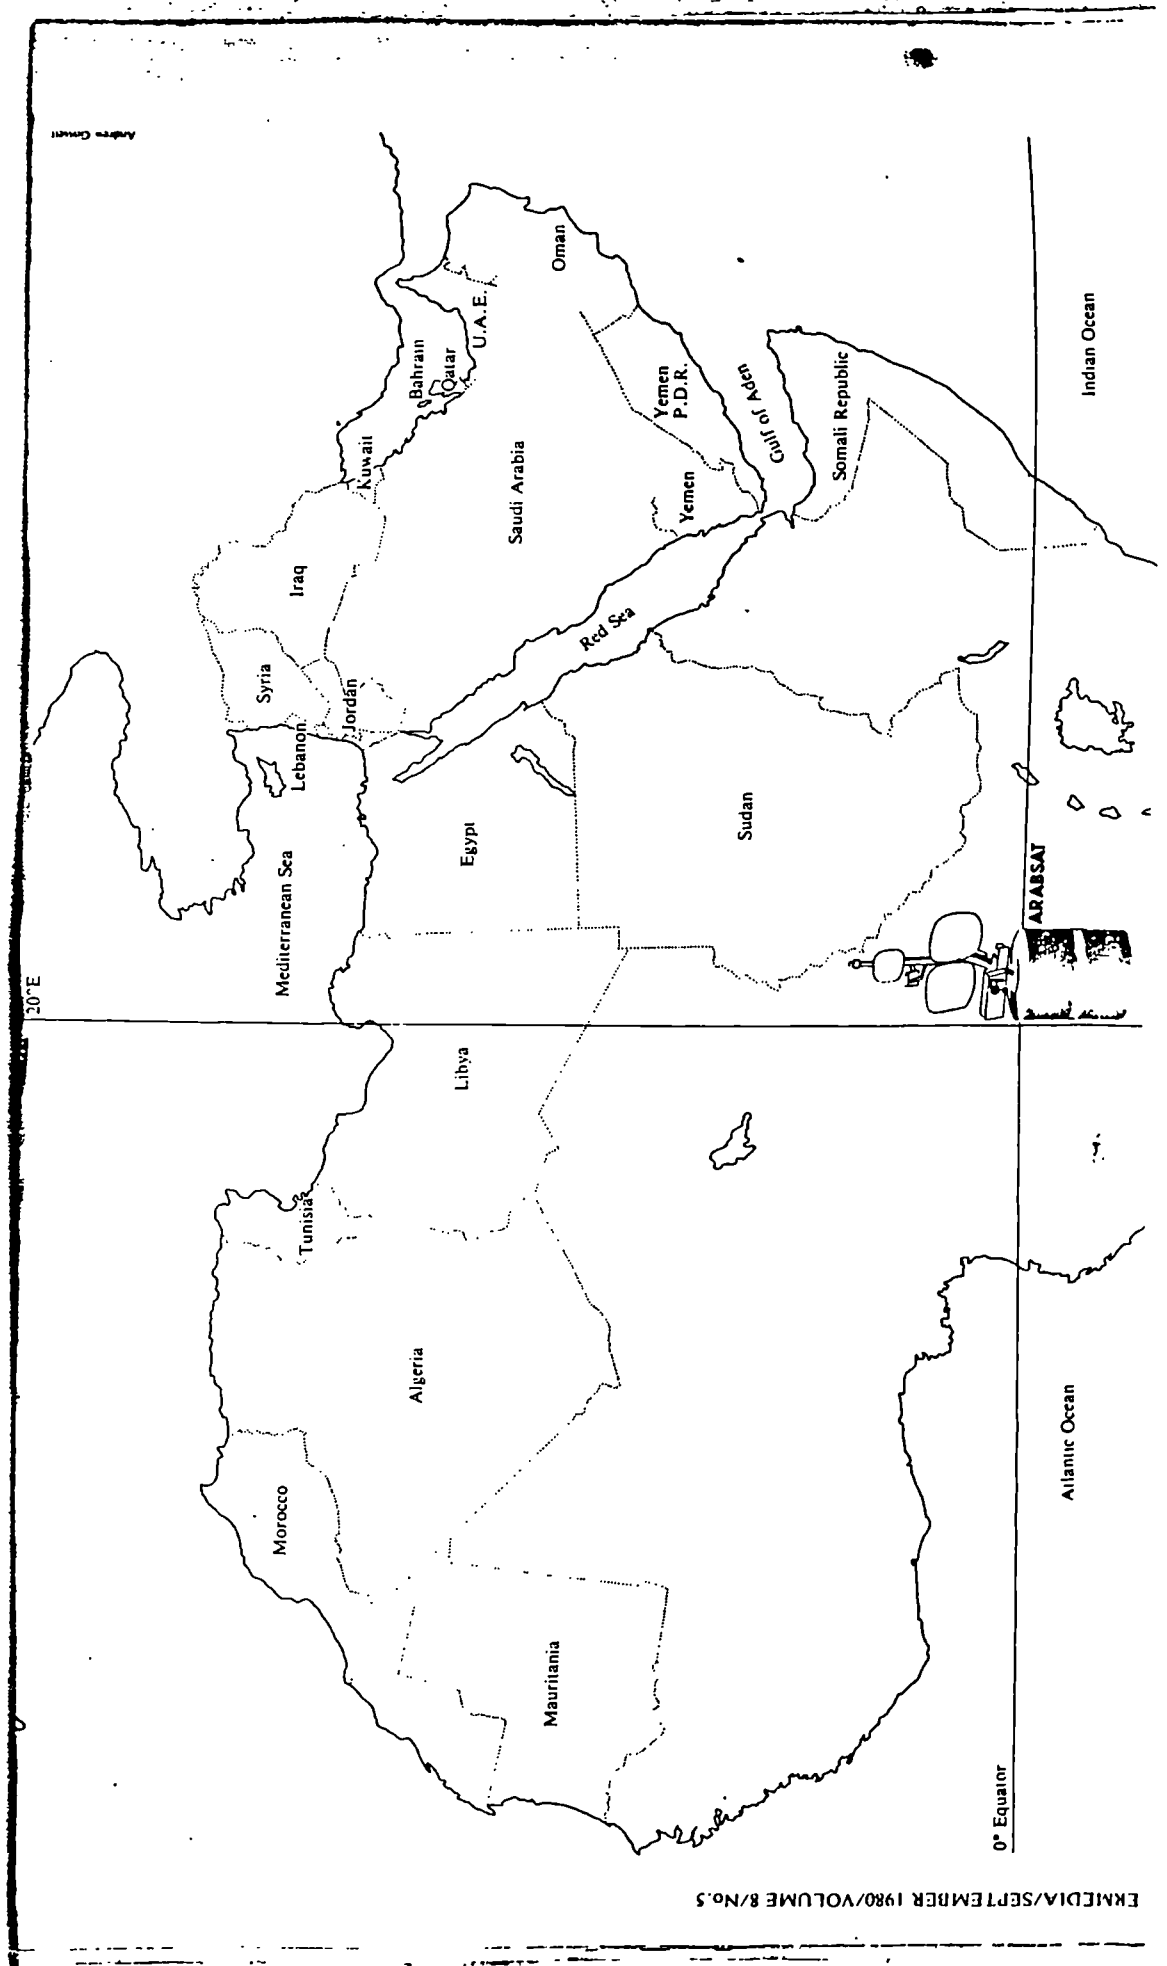 20°E
Mediterranean Sea
Lebanon
Syria
Iraq
Jordan
Kuwait
Bahrain
Qatar
U.A.E.
Oman
Saudi Arabia
Yemen
Yemen
P.D.R.
Gulf of Aden
Red Sea
Somali Republic
Morocco
Algeria
Tunisia
Libya
Egypt
Mauritania
Sudan
0° Equator
ARABSAT
Atlantic Ocean
Indian Ocean
ERMEDIA/SEPTEMBER 1980/VOLUME 8/No.5